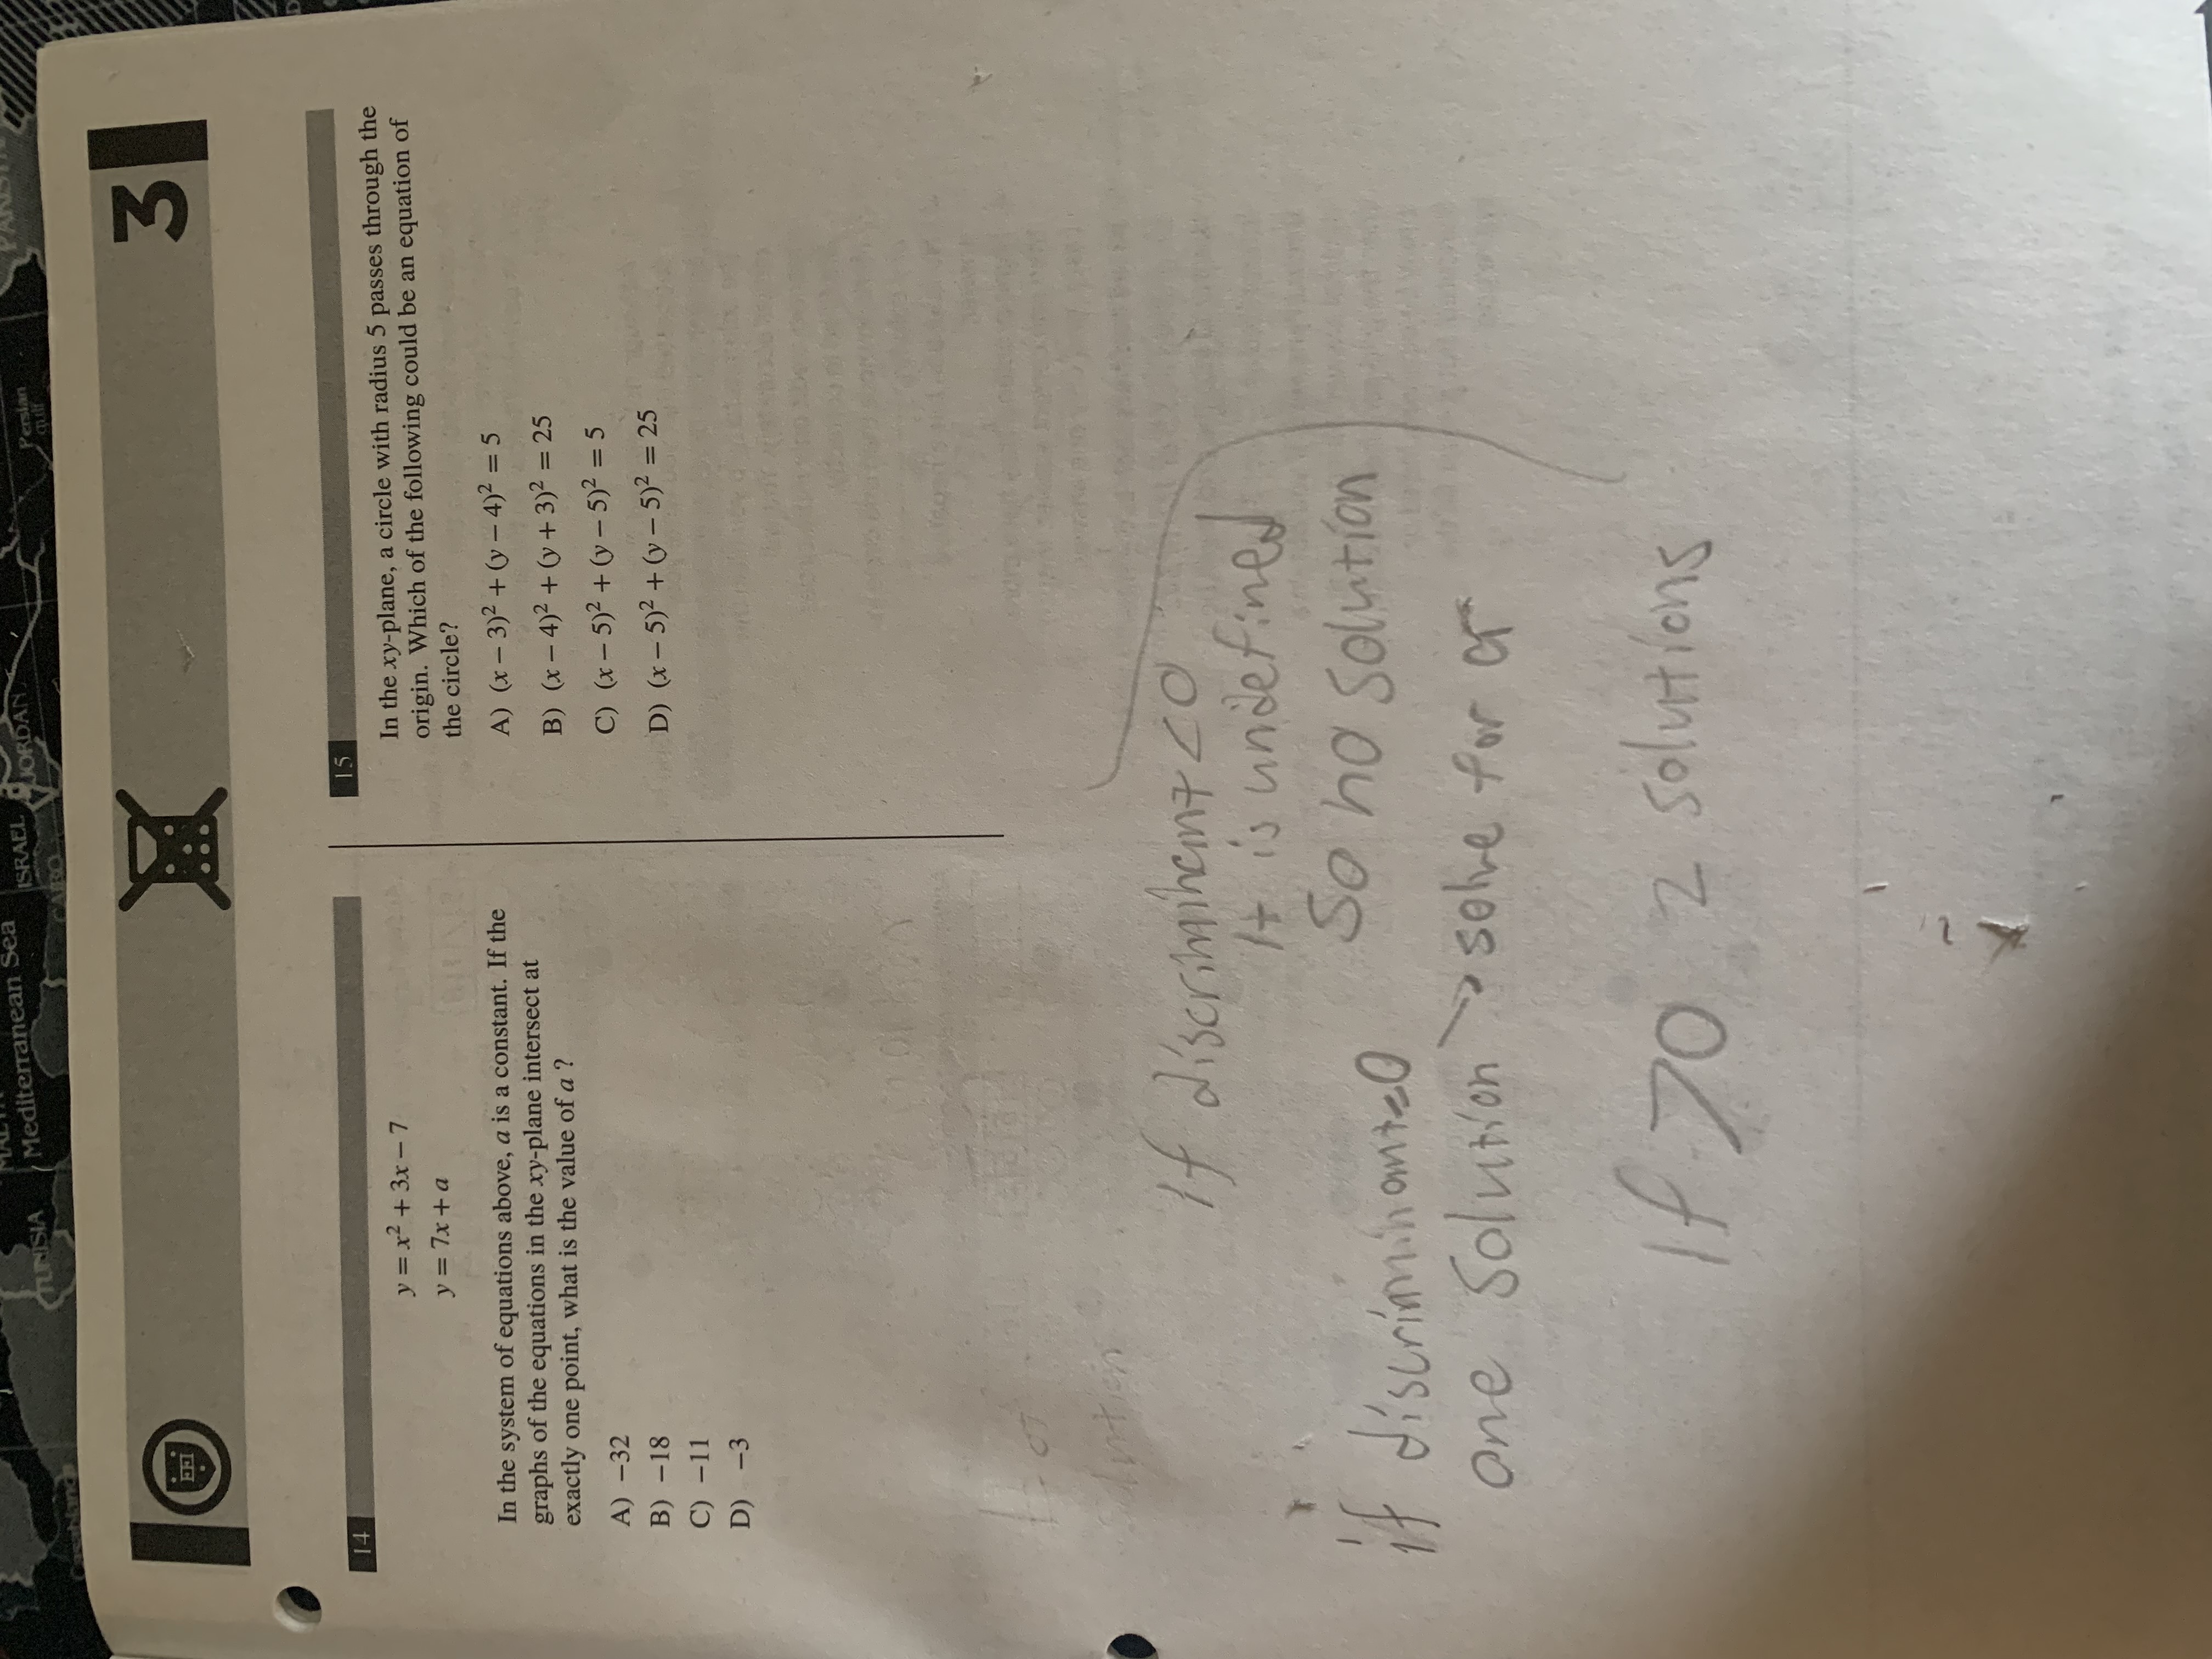 TUNISIA
Mediterranean Sea
ISRAEL
JORDAN
CAIRO
Persian
gulf
Casablanca
3
14
y = x² + 3x – 7
y = 7x + a
In the system of equations above, a is a constant. If the
graphs of the equations in the xy-plane intersect at
exactly one point, what is the value of a ?
A) –32
B) –18
C) –11
D) –3
15
In the xy-plane, a circle with radius 5 passes through the
origin. Which of the following could be an equation of
the circle?
A) (x – 3)² + (y – 4)² = 5
B) (x – 4)² + (y + 3)² = 25
C) (x – 5)² + (y – 5)² = 5
D) (x – 5)² + (y – 5)² = 25
solution
if discriminant <0
It is undefined
So no solution
if discriminant=0
one solution → solve for a
If >0 2 solutions